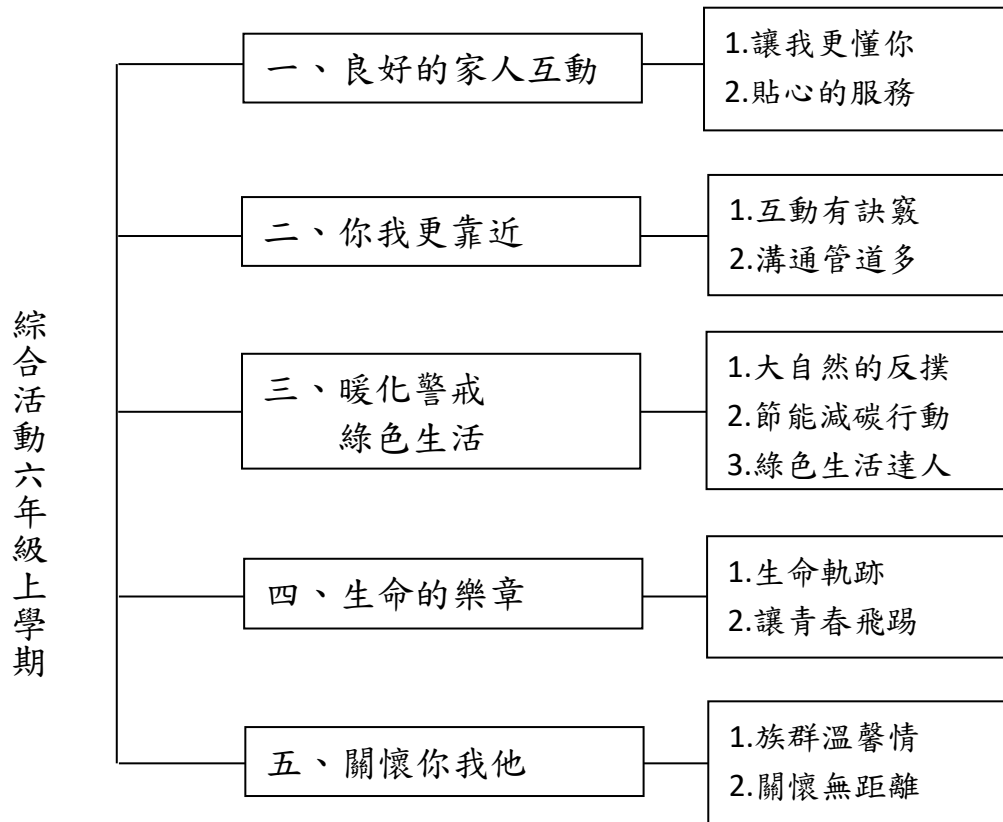 綜合活動六年級上學期
一、良好的家人互動
1.讓我更懂你
2.貼心的服務
二、你我更靠近
1.互動有訣竅
2.溝通管道多
三、暖化警戒
綠色生活
1.大自然的反撲
2.節能減碳行動
3.綠色生活達人
四、生命的樂章
1.生命軌跡
2.讓青春飛踢
五、關懷你我他
1.族群溫馨情
2.關懷無距離